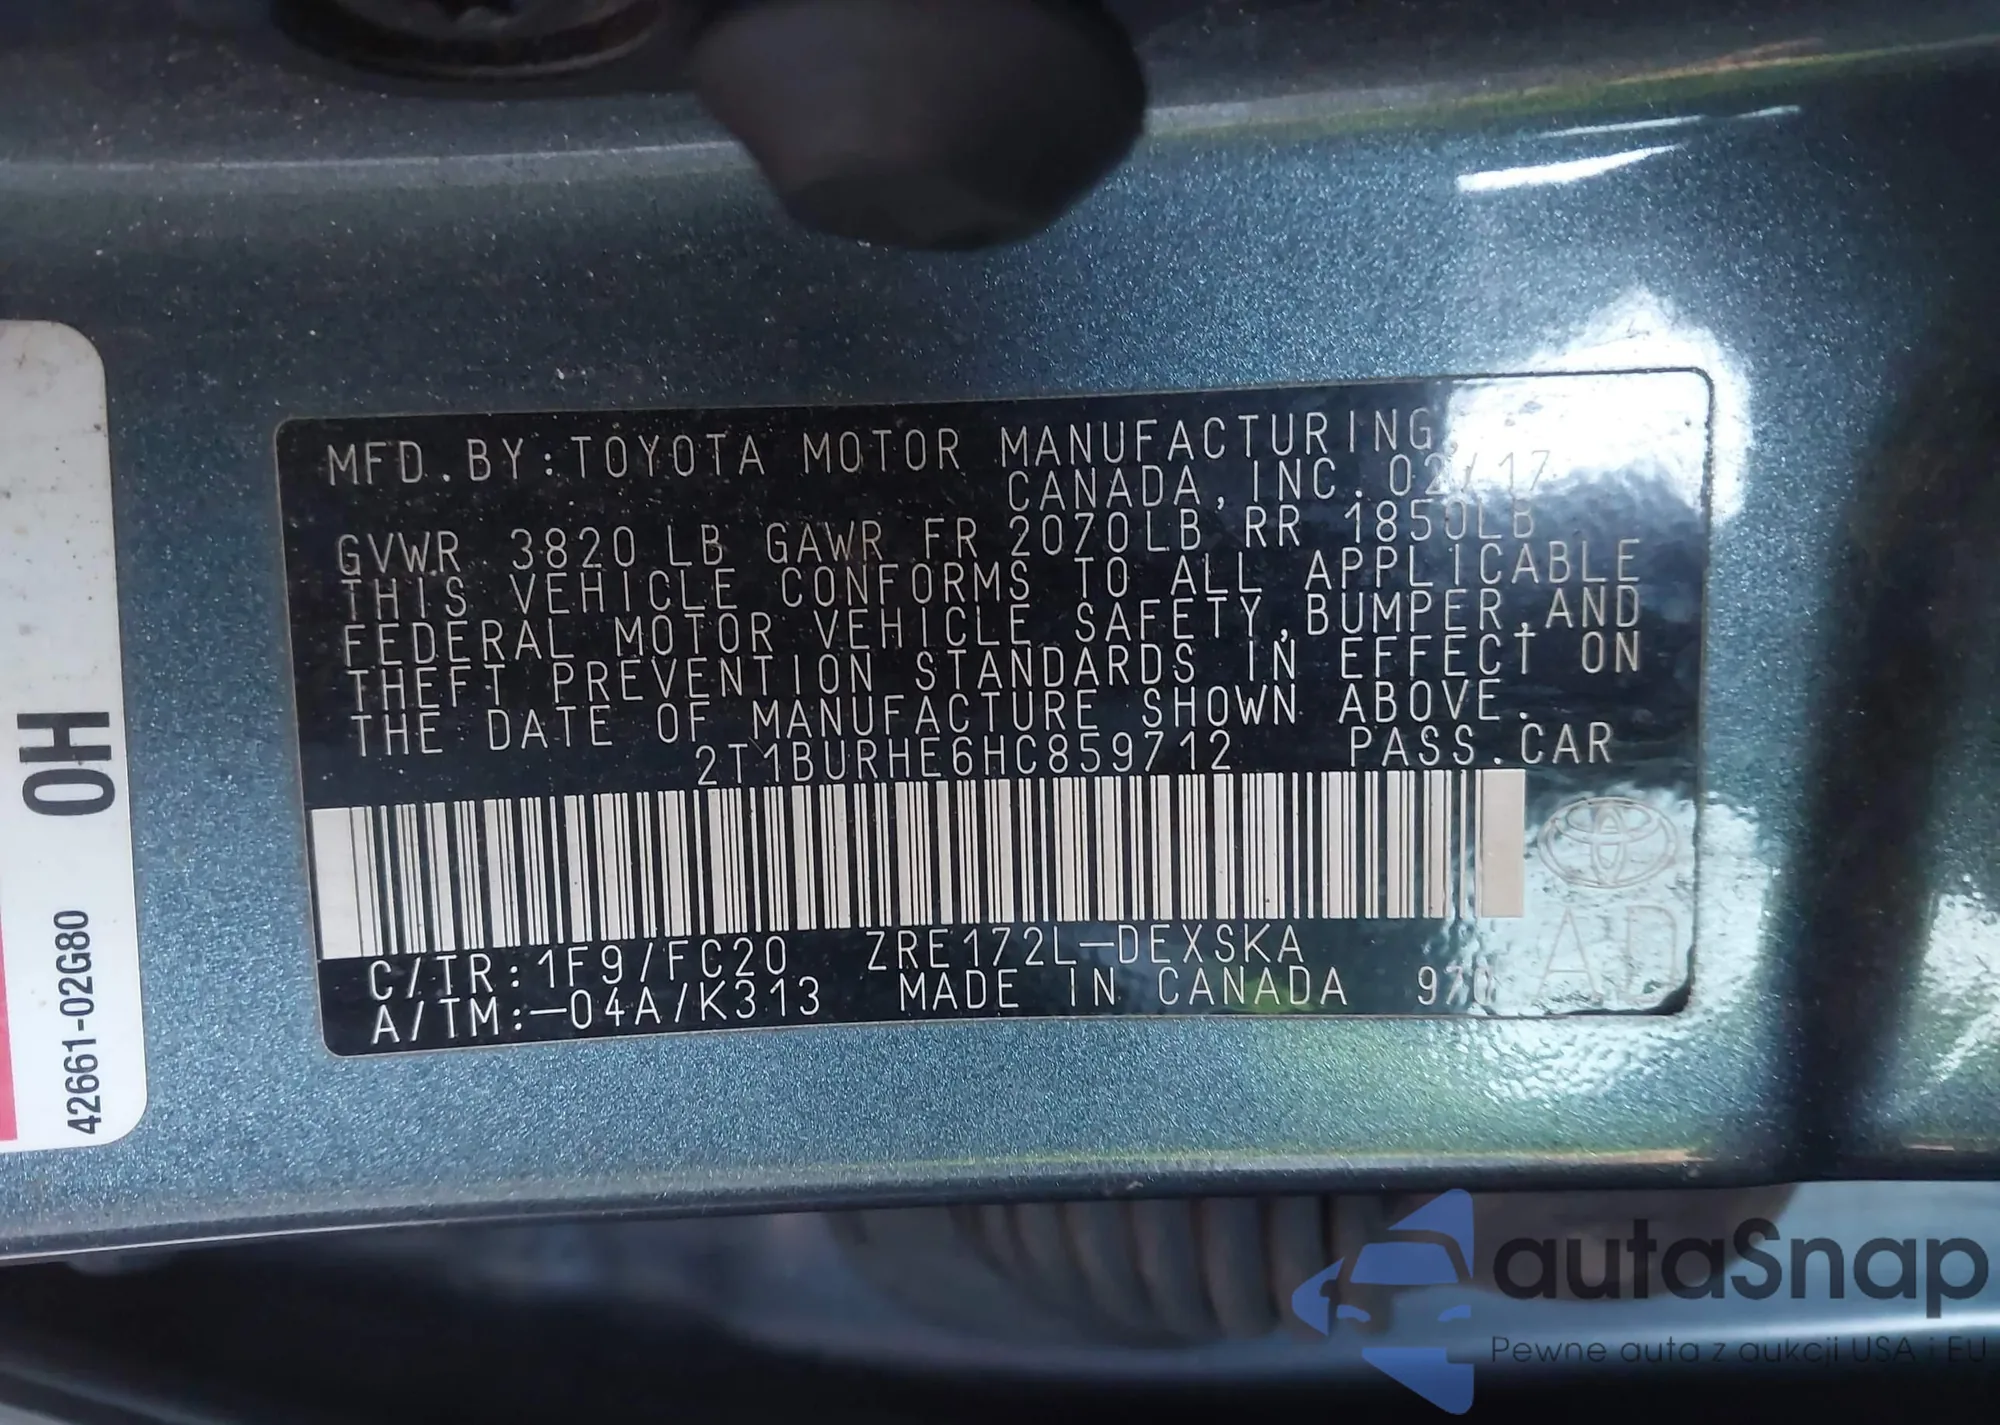 MFD.BY:TOYOTA MOTOR MANUFACTURING,
CANADA,INC. 02/17
GVWR 3820 LB GAWR FR 2070LB RR 1850LB
THIS VEHICLE CONFORMS TO ALL APPLICABLE
FEDERAL MOTOR VEHICLE SAFETY,BUMPER,AND
THEFT PREVENTION STANDARDS IN EFFECT ON
THE DATE OF MANUFACTURE SHOWN ABOVE.
2T1BURHE6HC859712 PASS.CAR
C/TR:1F9/FC20 ZRE172L-DEXSKA
A/TM:-04A/K313 MADE IN CANADA 970
AD
0H
42661-02G80
autaSnap
Pewne auta z aukcji USA i EU